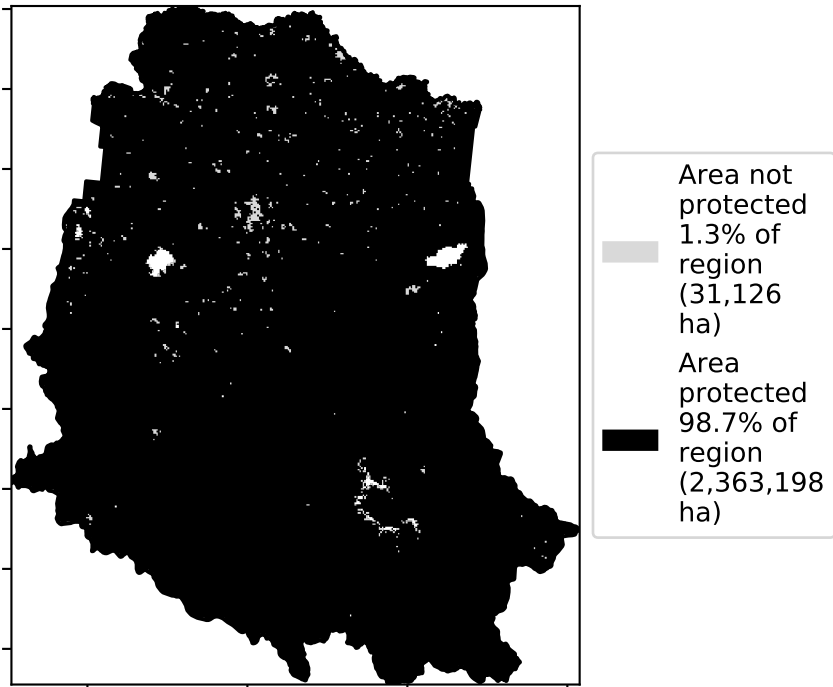 Area not
protected
1.3% of
region
(31,126
ha)
Area
protected
98.7% of
region
(2,363,198
ha)